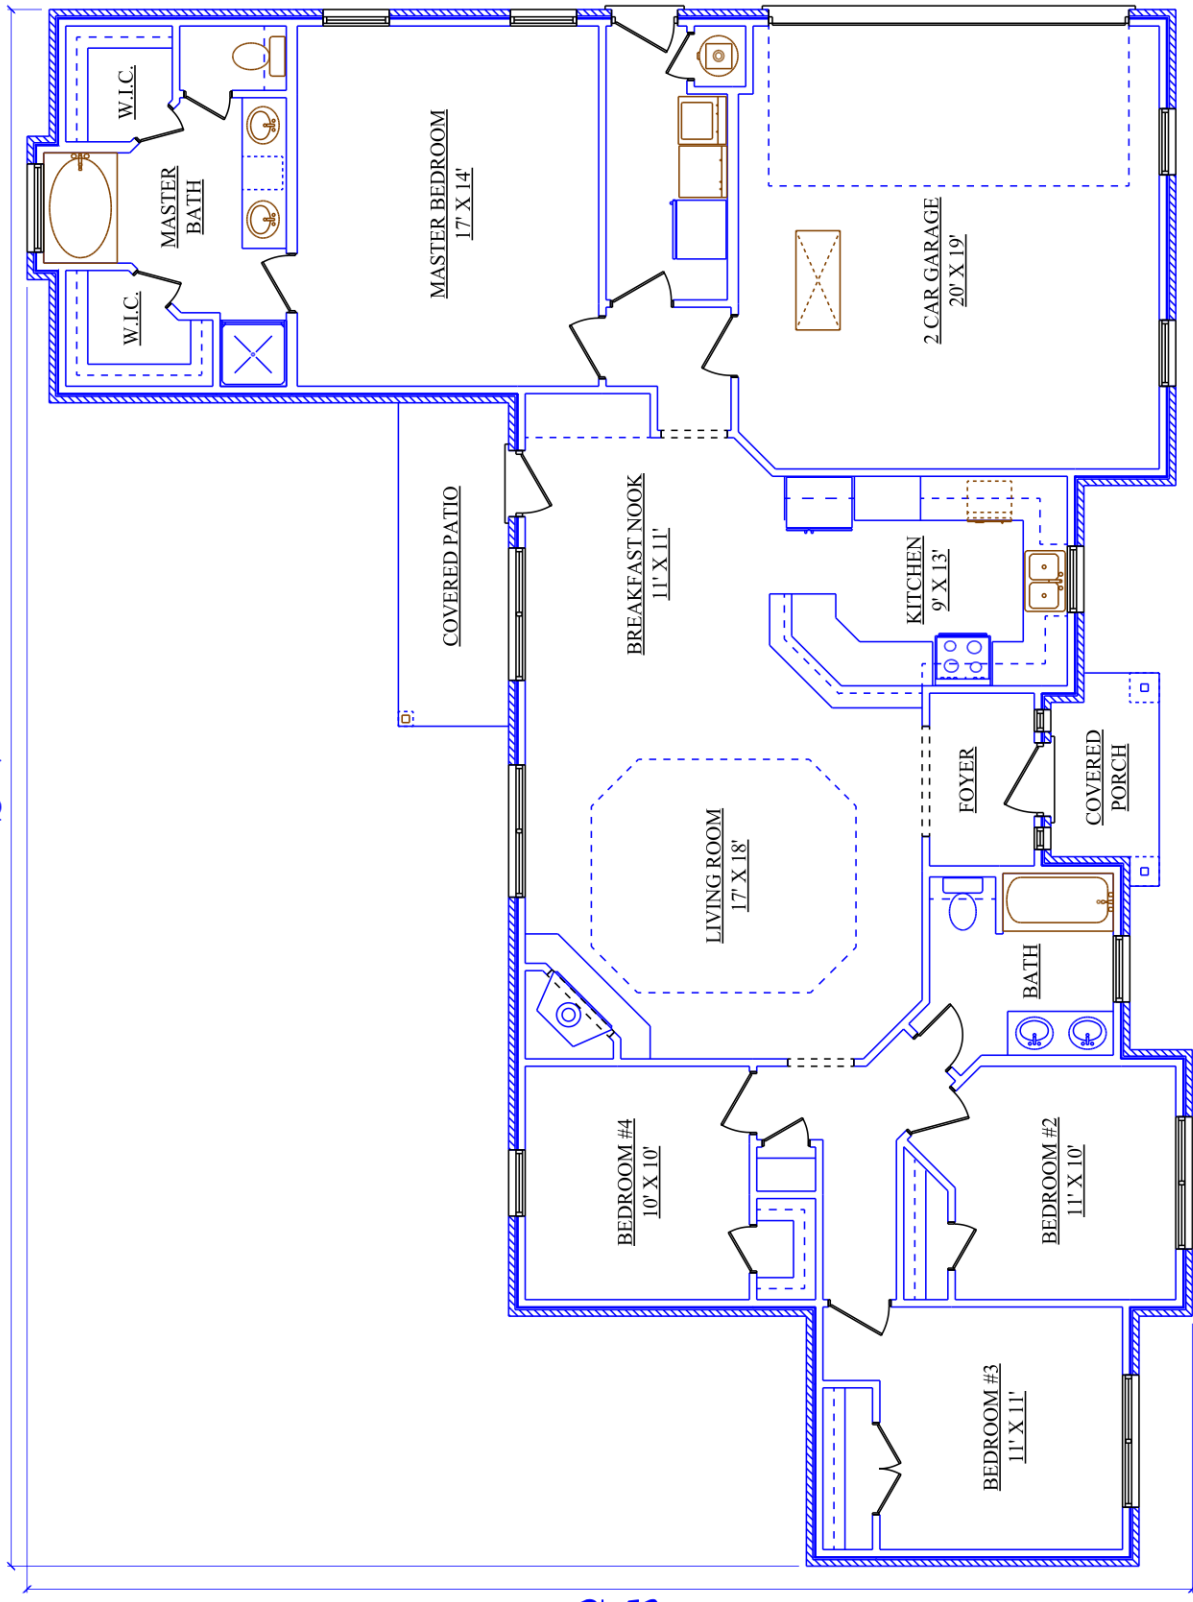 W.I.C.
MASTER
BATH
W.I.C.
MASTER BEDROOM
17' X 14'
2 CAR GARAGE
20' X 19'
COVERED PATIO
BREAKFAST NOOK
11' X 11'
KITCHEN
9' X 13'
LIVING ROOM
17' X 18'
FOYER
COVERED
PORCH
BATH
BEDROOM #4
10' X 10'
BEDROOM #2
11' X 10'
BEDROOM #3
11' X 11'